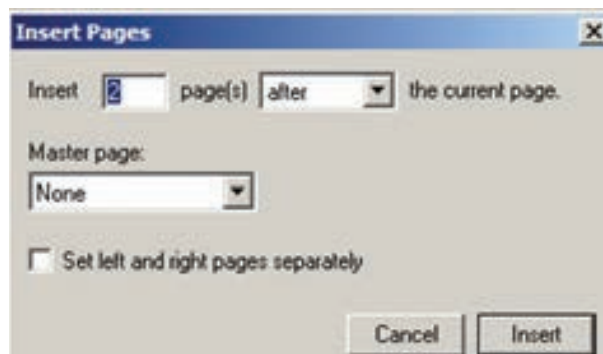 Insert Pages
Insert 2 page(s) after the current page.
Master page:
None
Set left and right pages separately
Cancel Insert